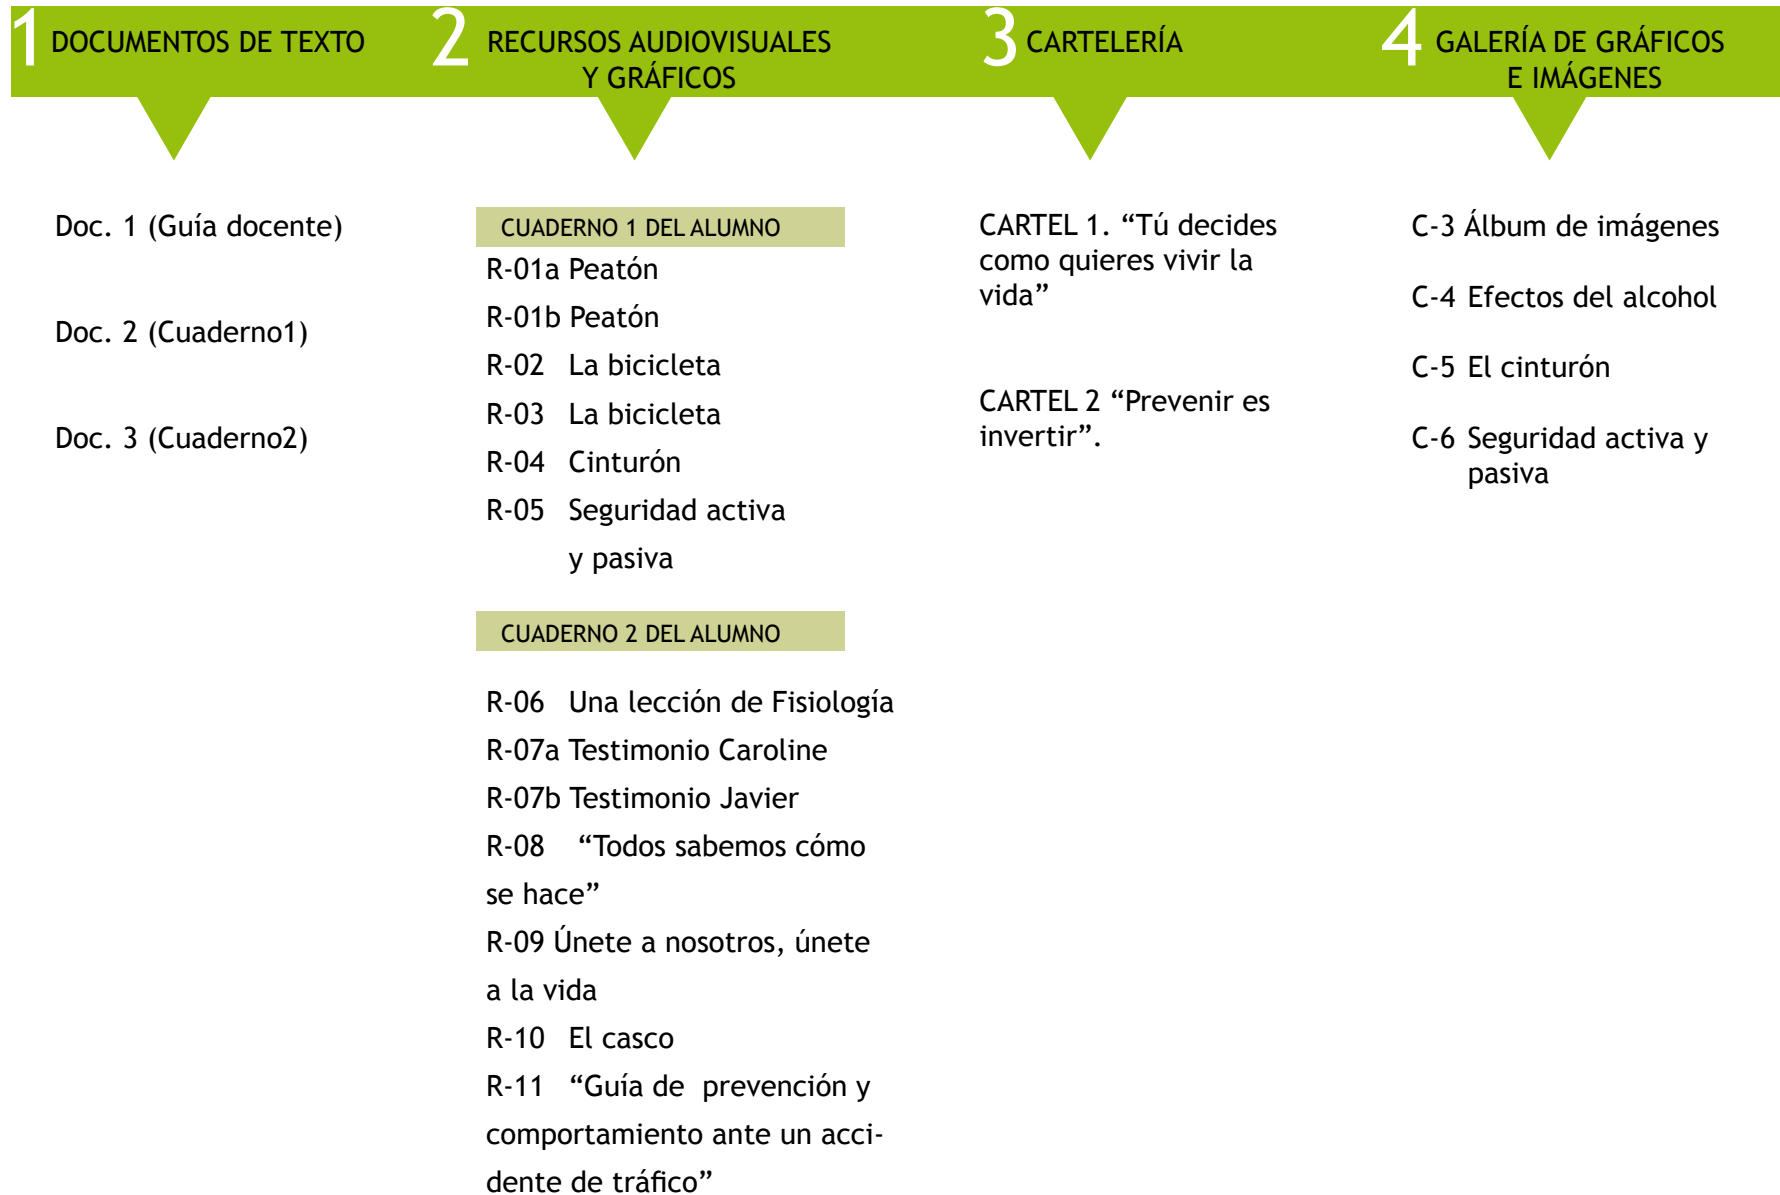 1 DOCUMENTOS DE TEXTO
Doc. 1 (Guía docente)
Doc. 2 (Cuaderno1)
Doc. 3 (Cuaderno2)
2 RECURSOS AUDIOVISUALES
Y GRÁFICOS
CUADERNO 1 DEL ALUMNO
R-01a Peatón
R-01b Peatón
R-02 La bicicleta
R-03 La bicicleta
R-04 Cinturón
R-05 Seguridad activa
y pasiva
CUADERNO 2 DEL ALUMNO
R-06 Una lección de Fisiología
R-07a Testimonio Caroline
R-07b Testimonio Javier
R-08 “Todos sabemos cómo
se hace”
R-09 Únete a nosotros, únete
a la vida
R-10 El casco
R-11 “Guía de prevención y
comportamiento ante un acci-
dente de tráfico”
3 CARTELERÍA
CARTEL 1. “Tú decides
como quieres vivir la
vida”
CARTEL 2 “Prevenir es
invertir”.
4 GALERÍA DE GRÁFICOS
E IMÁGENES
C-3 Álbum de imágenes
C-4 Efectos del alcohol
C-5 El cinturón
C-6 Seguridad activa y
pasiva